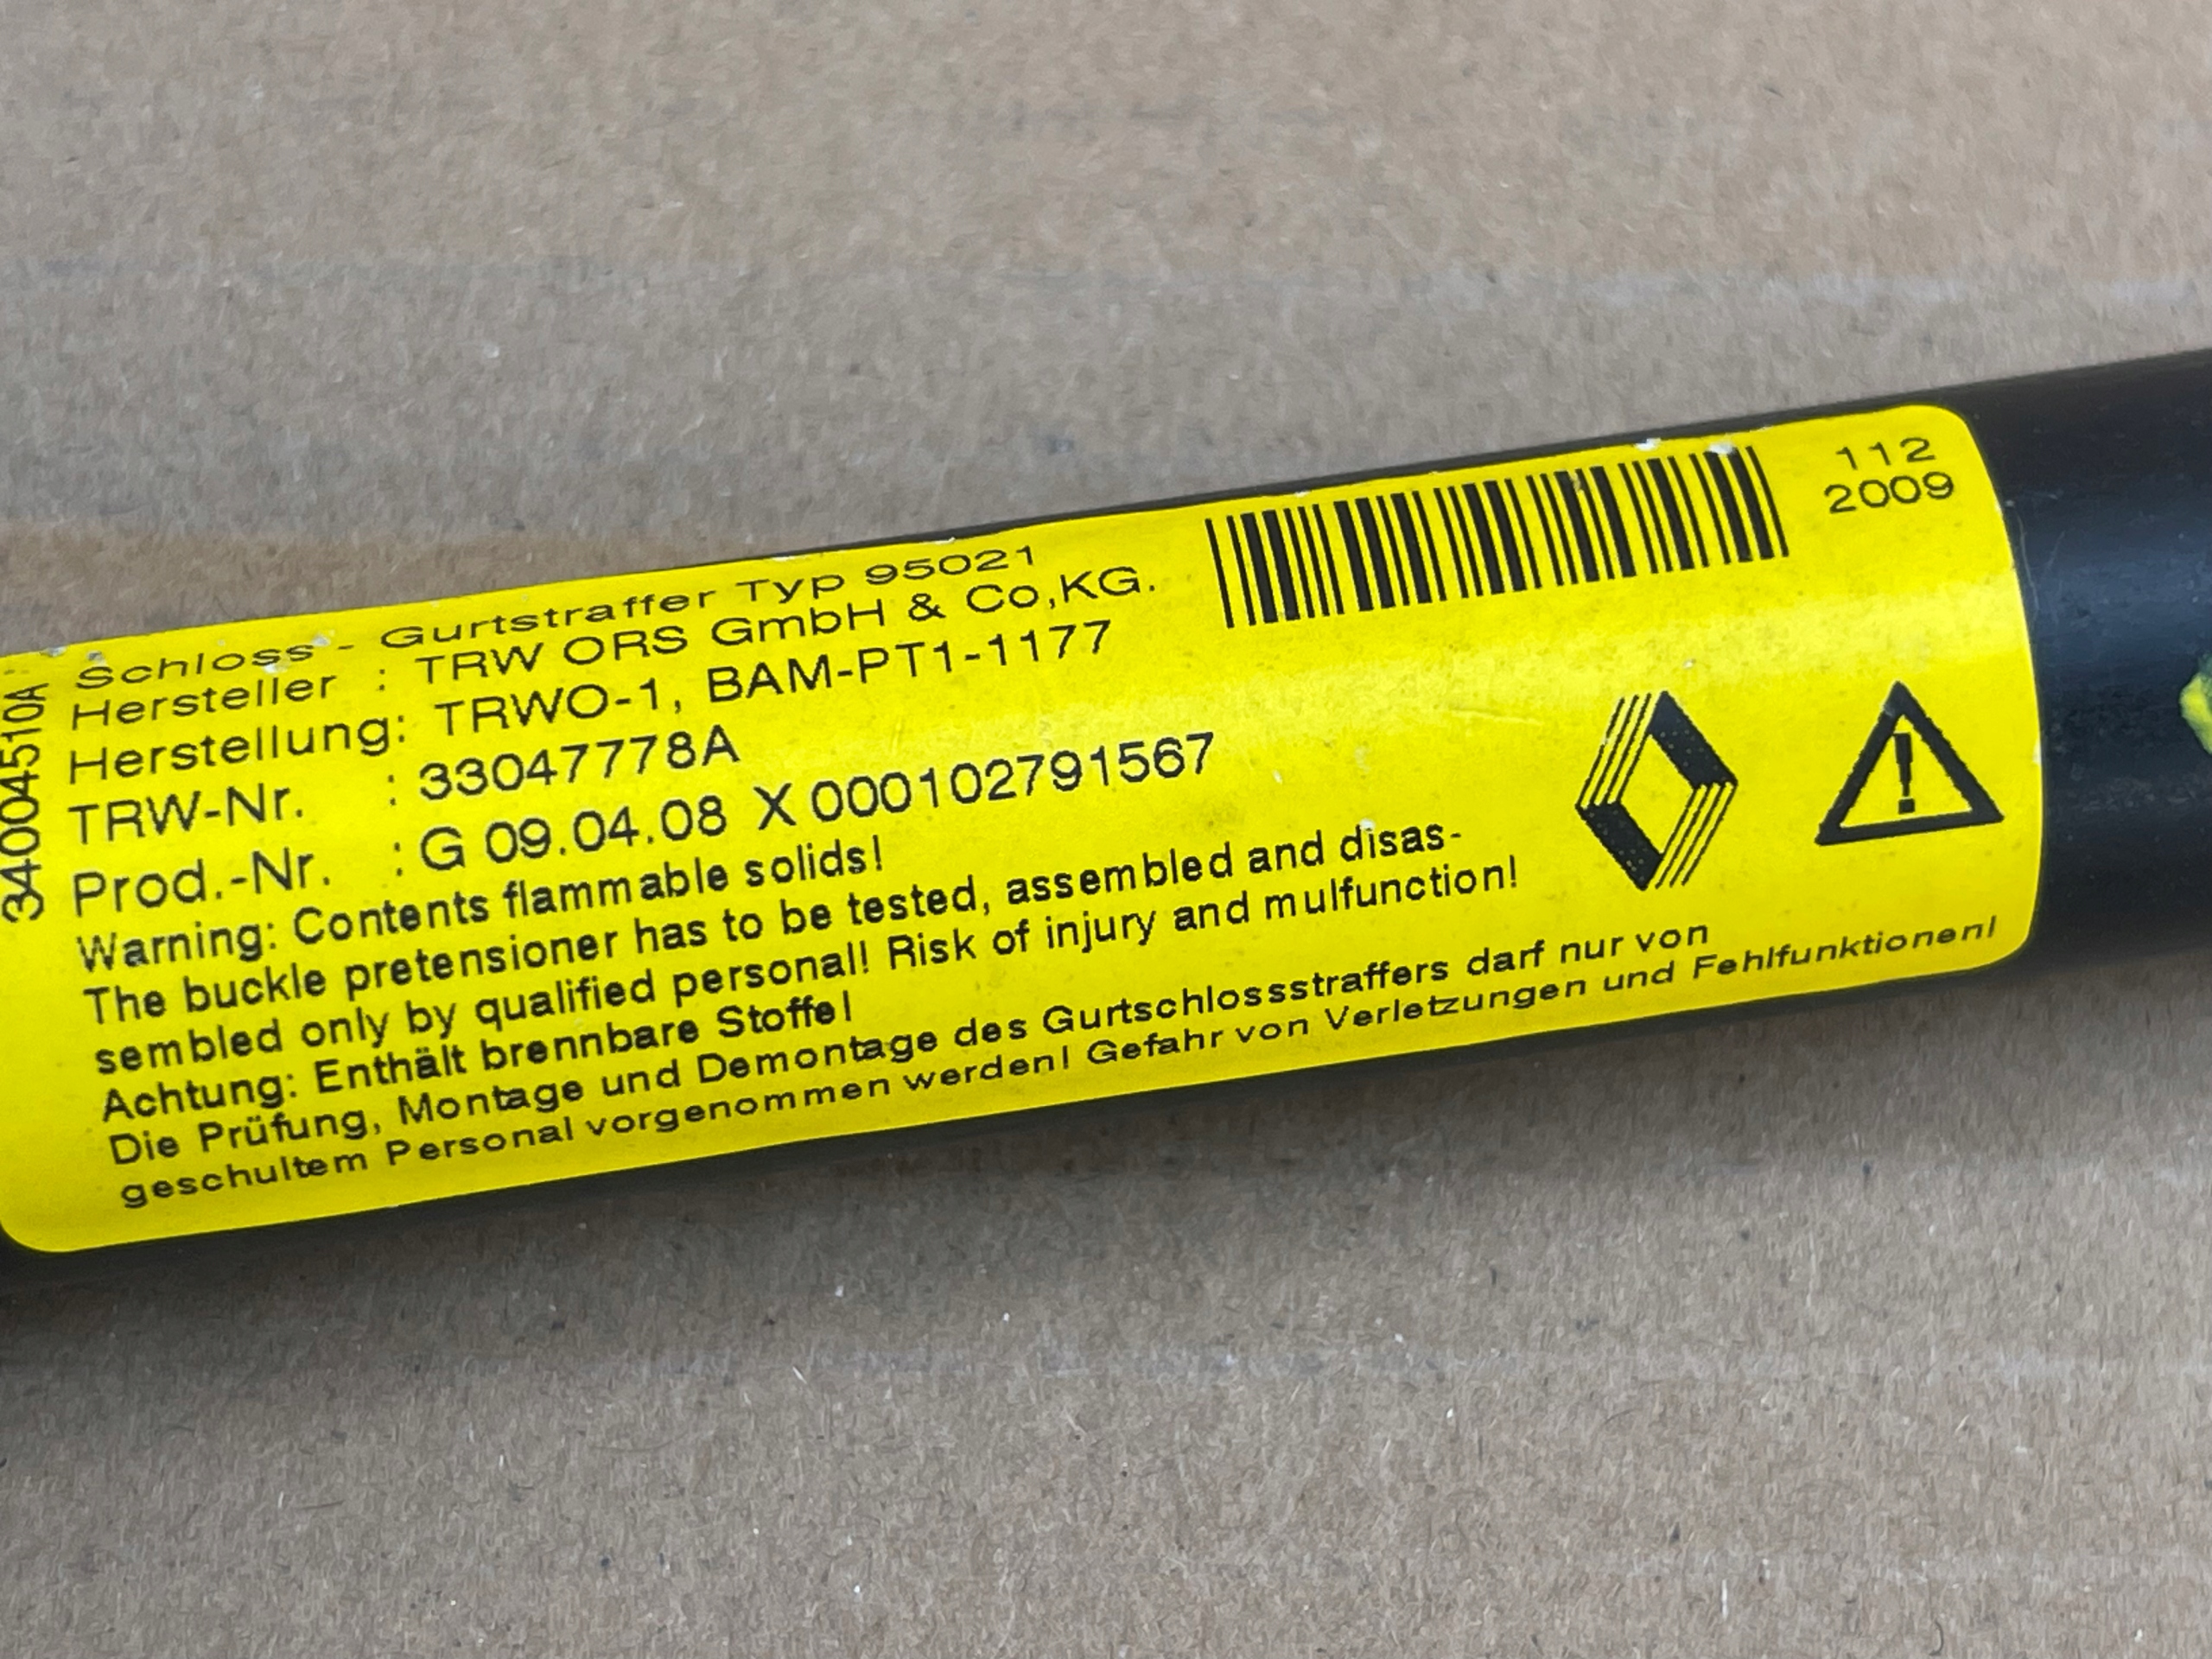 34004510A
Schloss - Gurtstraffer Typ 95021
Hersteller : TRW ORS GmbH & Co,KG.
Herstellung: TRWO-1, BAM-PT1-1177
TRW-Nr. : 33047778A
Prod.-Nr. : G 09.04.08 X 000102791567
Warning: Contents flammable solids!
The buckle pretensioner has to be tested, assembled and disas-
sembled only by qualified personal! Risk of injury and mulfunction!
Achtung: Enthält brennbare Stoffe!
Die Prüfung, Montage und Demontage des Gurtschlossstraffers darf nur von
geschultem Personal vorgenommen werden! Gefahr von Verletzungen und Fehlfunktionen!
112
2009